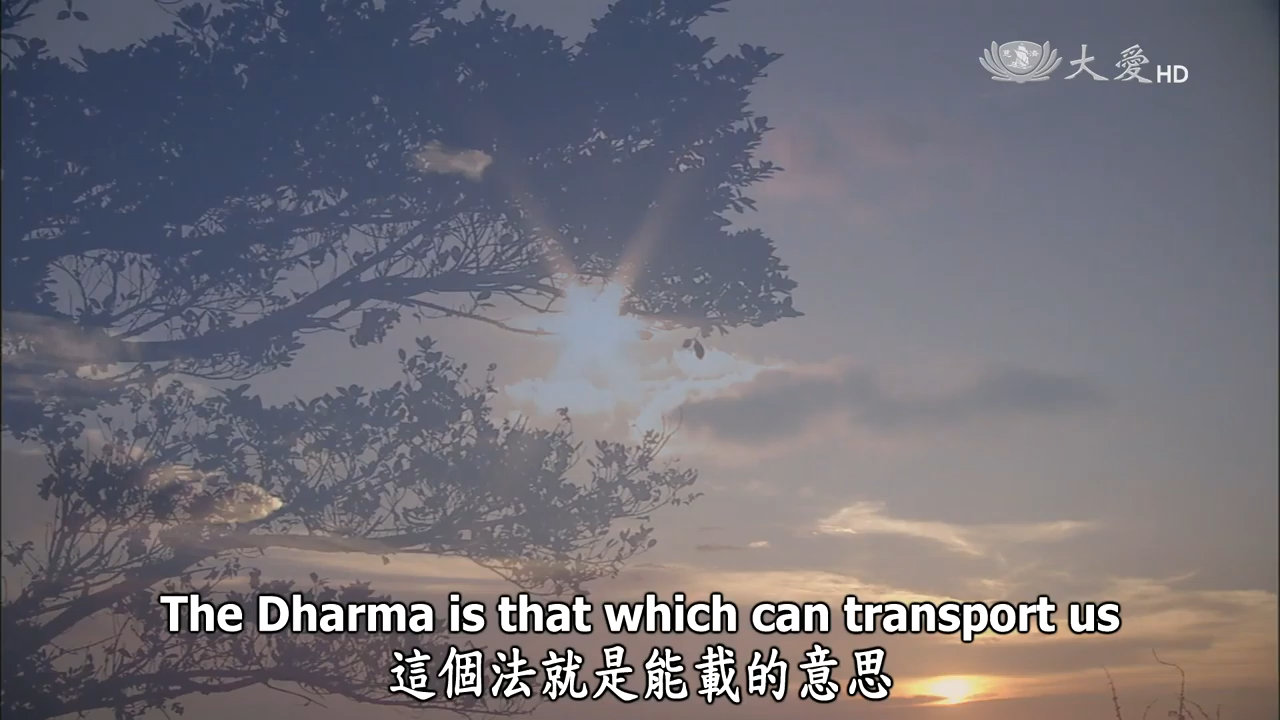 大愛HD
The Dharma is that which can transport us
這個法就是能載的意思